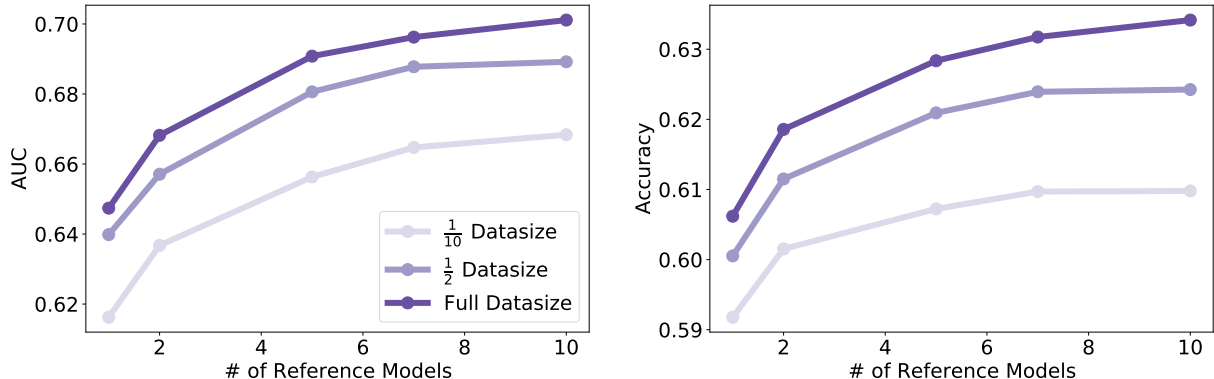 0.70
0.68
0.66
0.64
0.62
AUC
2
4
6
8
10
# of Reference Models
1/10 Datasize
1/2 Datasize
Full Datasize
0.63
0.62
0.61
0.60
0.59
Accuracy
2
4
6
8
10
# of Reference Models